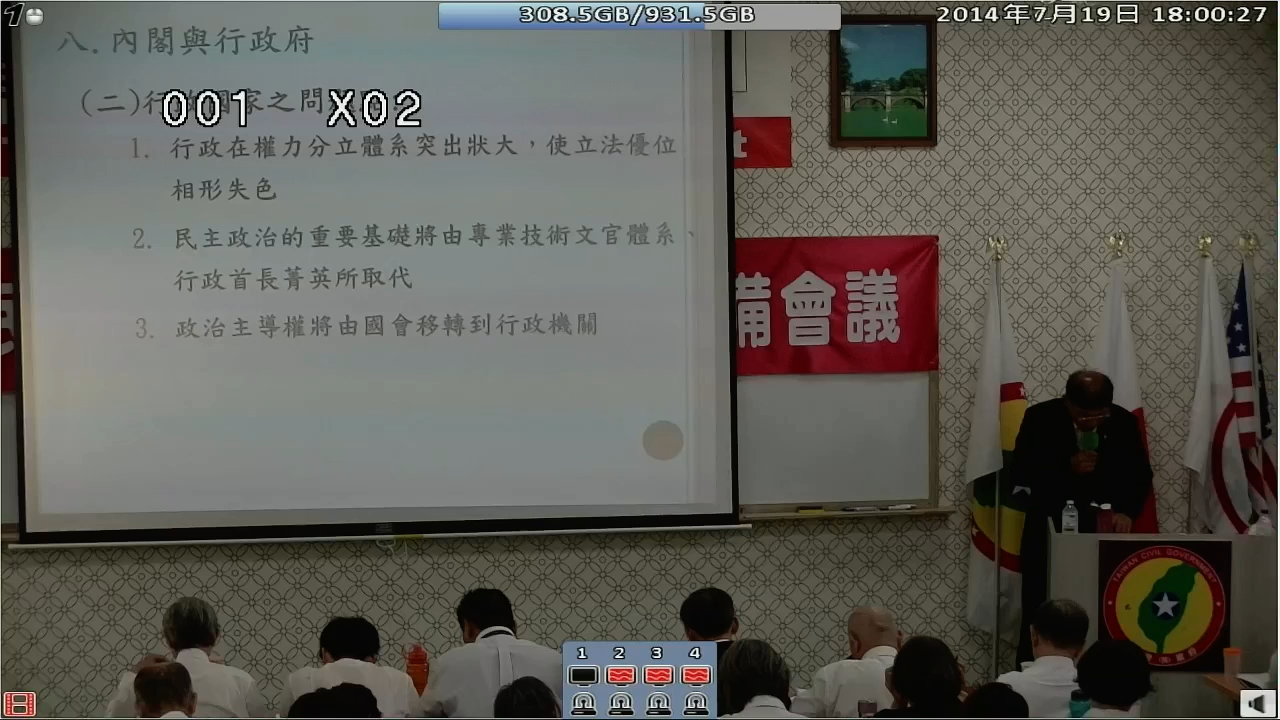 1
308.5GB/931.5GB
2014年7月19日 18:00:27
八.內閣與行政府
(二)行 國家之問
001 X02
1. 行政在權力分立體系突出狀大,使立法優位
相形失色
2. 民主政治的重要基礎將由專業技術文官體系、
行政首長菁英所取代
3. 政治主導權將由國會移轉到行政機關
t
備會議
TAIWAN CIVIL GOVERNMENT
1 2 3 4